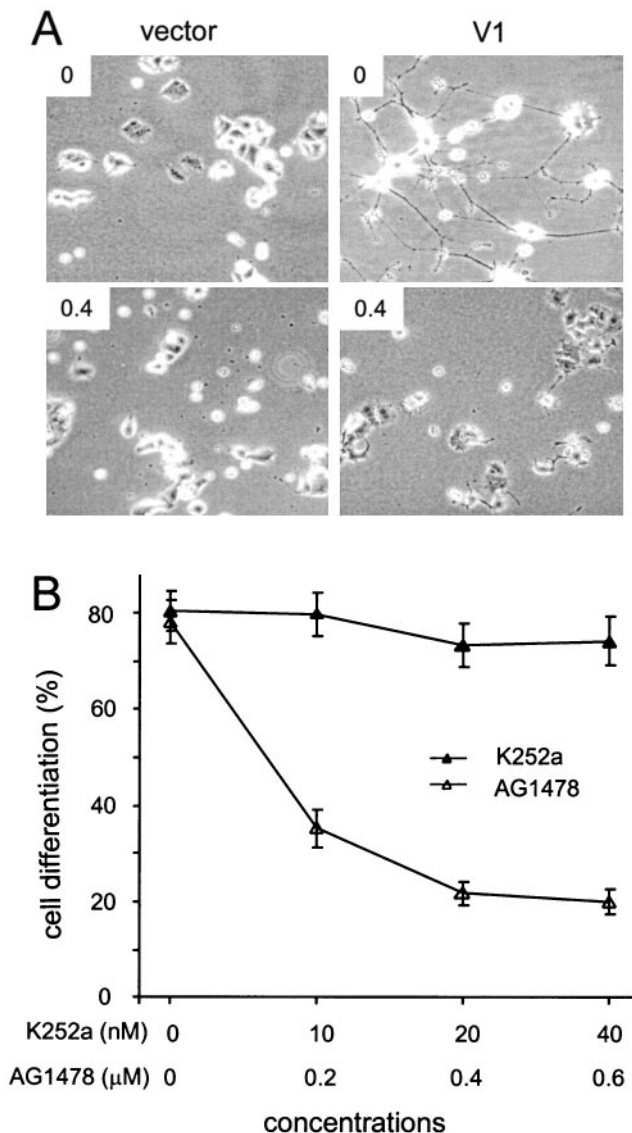 A
vector
V1
0
0
0.4
0.4
B
80
60
40
20
0
cell differentiation (%)
K252a
AG1478
K252a (nM) 0 10 20 40
AG1478 (μM) 0 0.2 0.4 0.6
concentrations